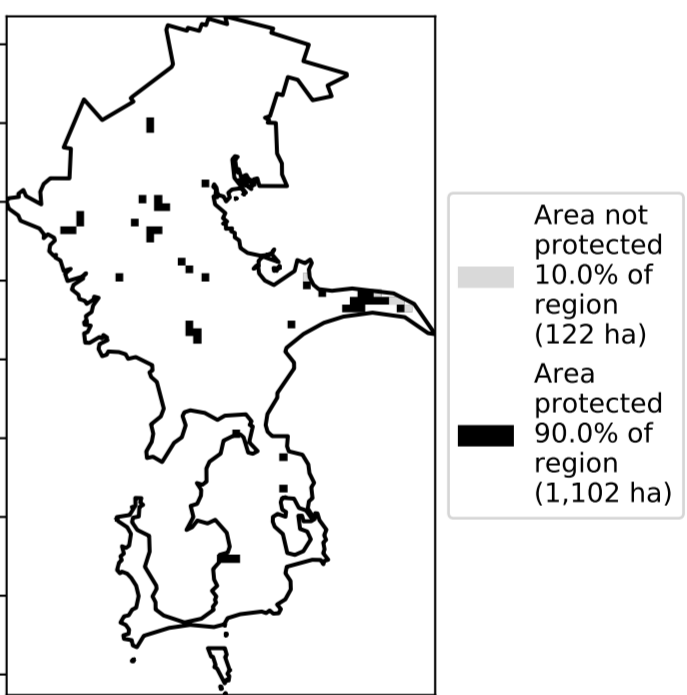 Area not
protected
10.0% of
region
(122 ha)
Area
protected
90.0% of
region
(1,102 ha)